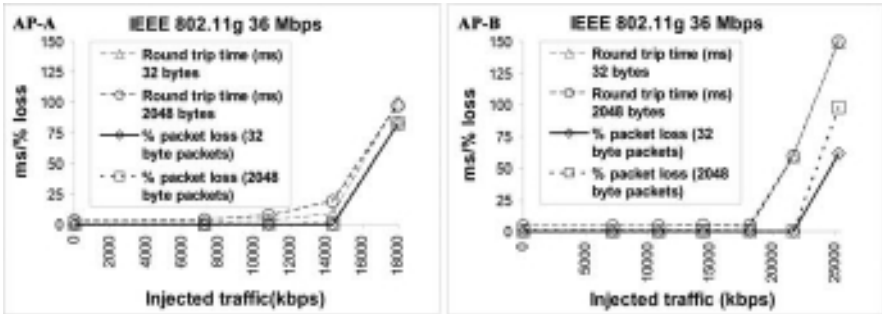 AP-A
IEEE 802.11g 36 Mbps
ms/% loss
150
125
100
75
50
25
0
Round trip time (ms)
32 bytes
Round trip time (ms)
2048 bytes
% packet loss (32
byte packets)
% packet loss (2048
byte packets)
0
2000
4000
6000
8000
10000
12000
14000
16000
18000
Injected traffic(kbps)
AP-B
IEEE 802.11g 36 Mbps
ms/% loss
150
125
100
75
50
25
0
Round trip time (ms)
32 bytes
Round trip time (ms)
2048 bytes
% packet loss (32
byte packets)
% packet loss (2048
byte packets)
0
5000
10000
15000
20000
25000
Injected traffic (kbps)